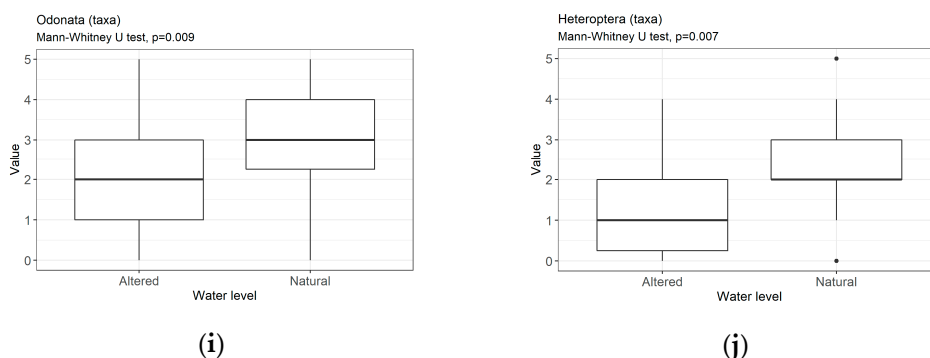 Odonata (taxa)
Mann-Whitney U test, p=0.009
5
4
3
2
1
0
Value
Altered
Natural
Water level
(i)
Heteroptera (taxa)
Mann-Whitney U test, p=0.007
5
4
3
2
1
0
Value
Altered
Natural
Water level
(j)